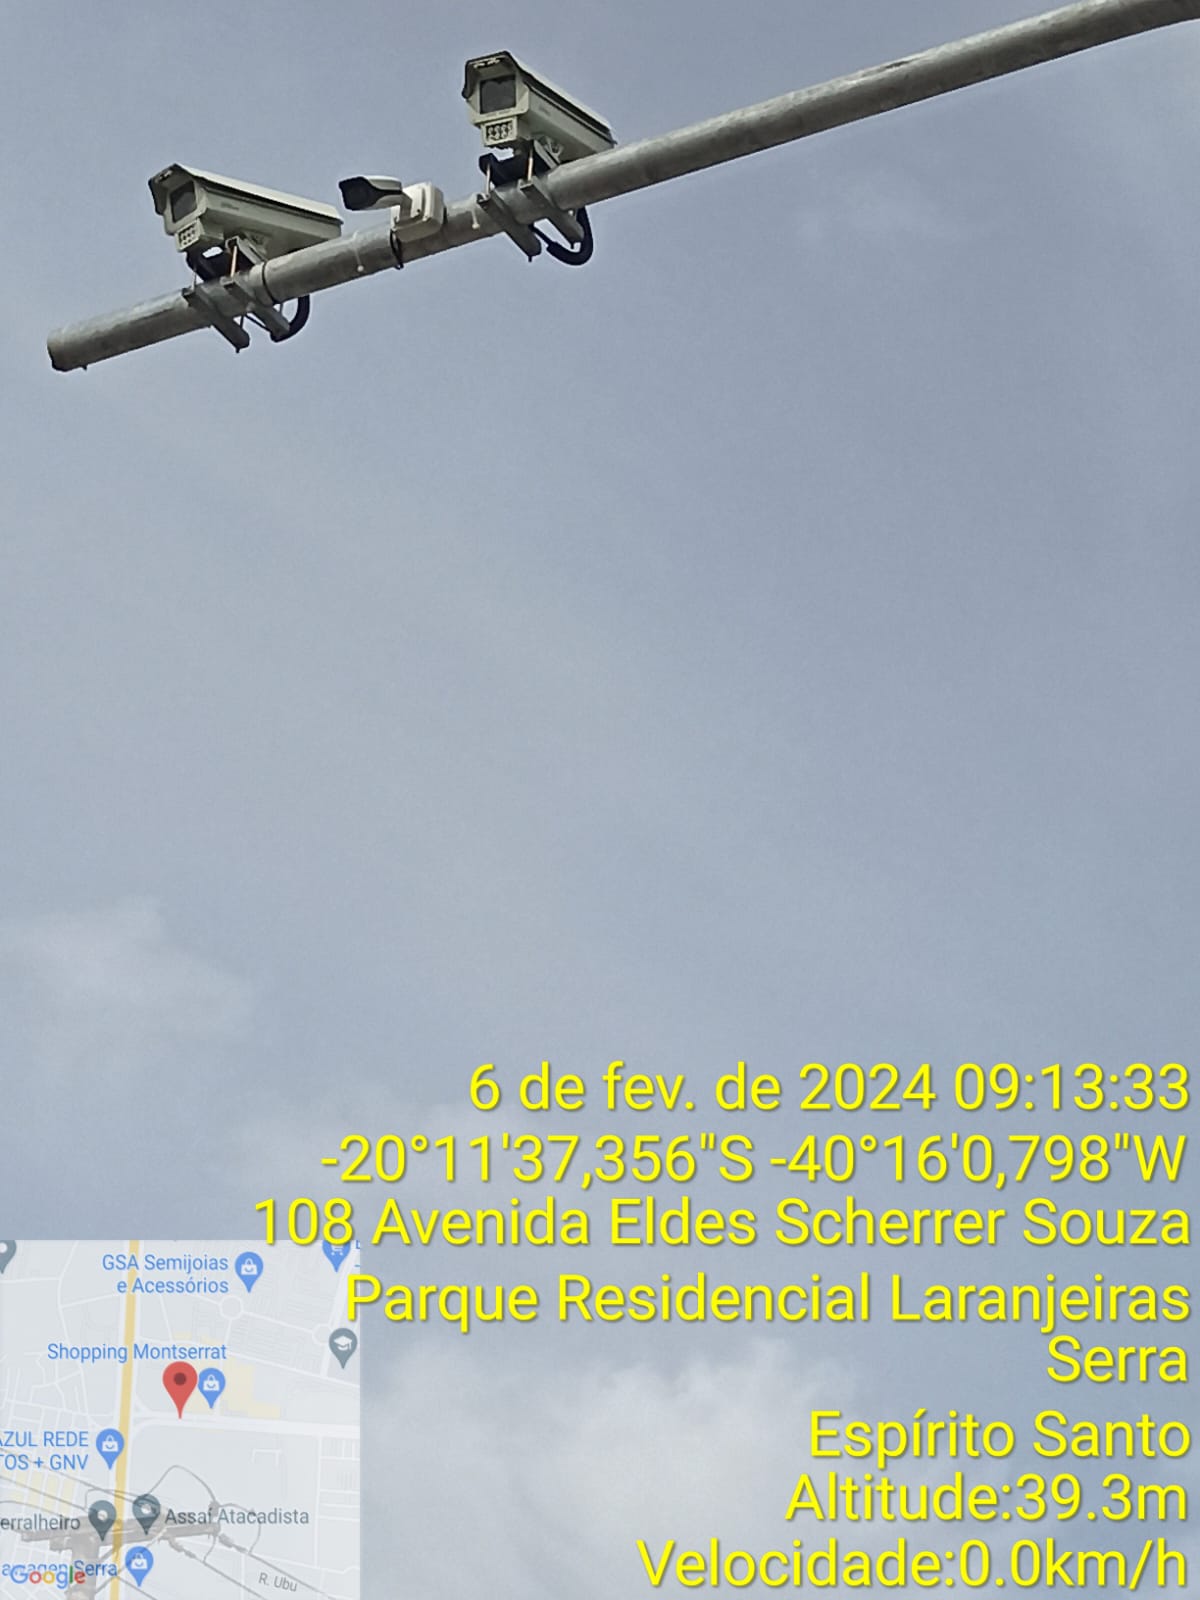 6 de fev. de 2024 09:13:33
-20°11'37,356"S -40°16'0,798"W
108 Avenida Eldes Scherrer Souza
Parque Residencial Laranjeiras
Serra
Espírito Santo
Altitude:39.3m
Velocidade:0.0km/h
GSA Semijoias
e Acessórios
Shopping Montserrat
AZUL REDE
TOS + GNV
erralheiro
Assaí Atacadista
Serra
Google
R. Ubu